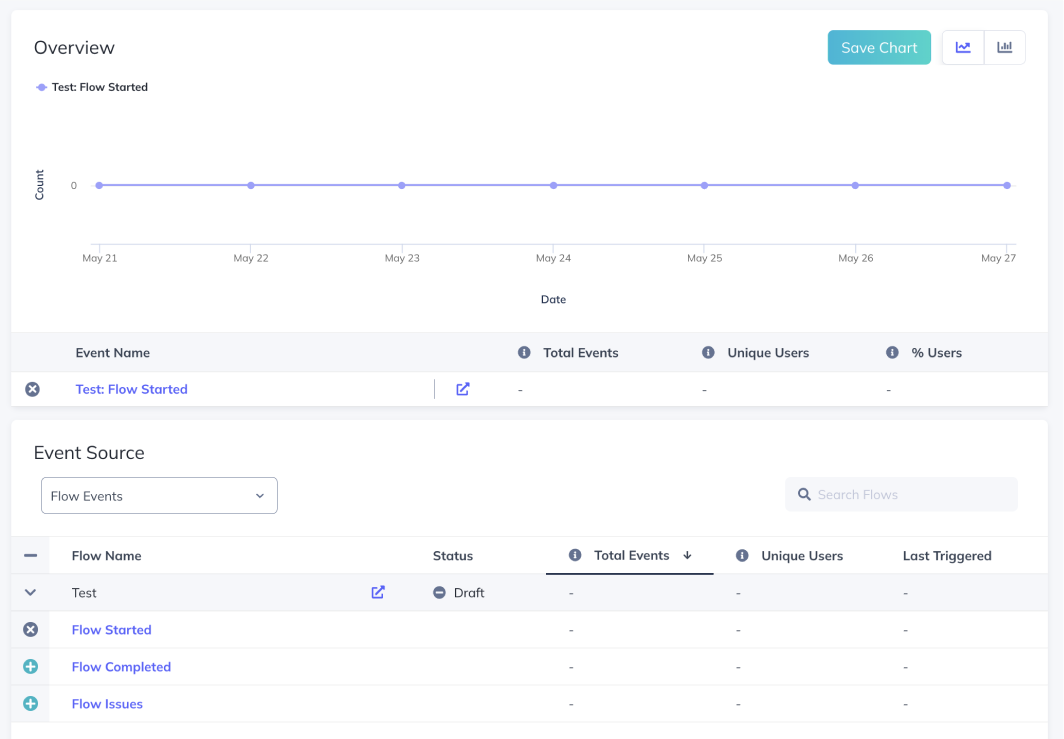 Overview
Save Chart
Test: Flow Started
Count
0
May 21 May 22 May 23 May 24 May 25 May 26 May 27
Date
Event Name Total Events Unique Users % Users
Test: Flow Started - - -
Event Source
Flow Events
Search Flows
Flow Name Status Total Events Unique Users Last Triggered
Test Draft - - -
Flow Started - - -
Flow Completed - - -
Flow Issues - - -